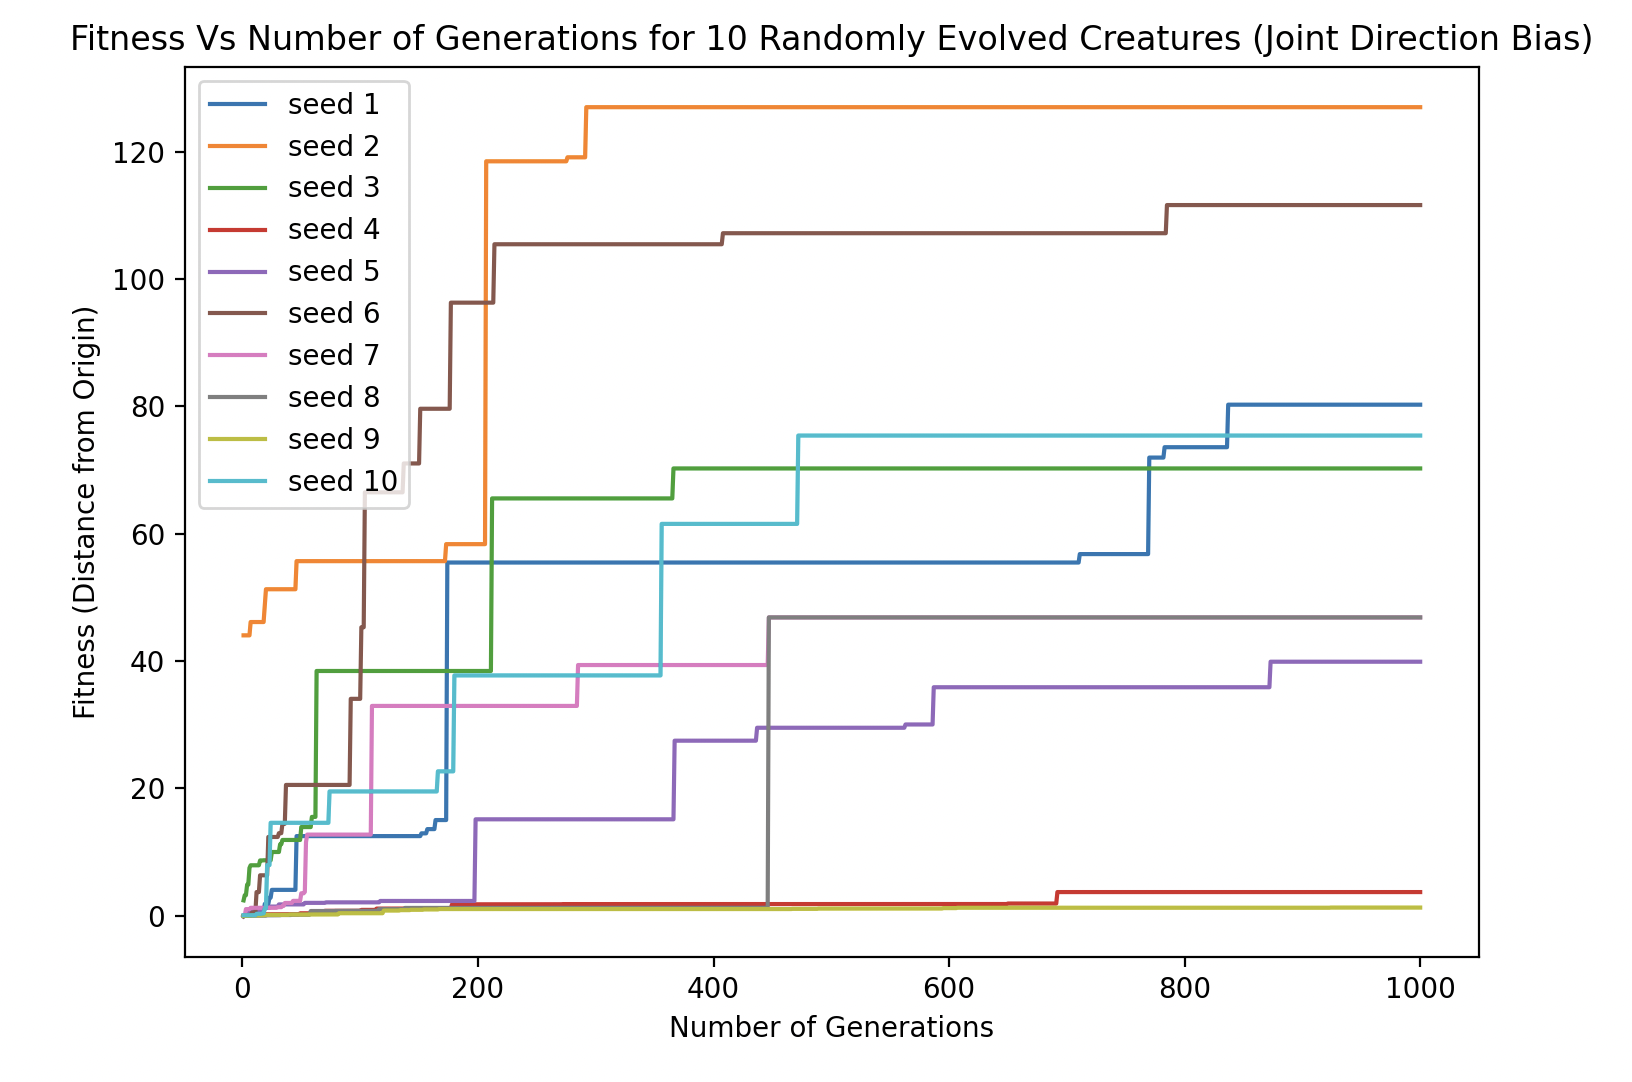 Fitness Vs Number of Generations for 10 Randomly Evolved Creatures (Joint Direction Bias)
seed 1
seed 2
seed 3
seed 4
seed 5
seed 6
seed 7
seed 8
seed 9
seed 10
Fitness (Distance from Origin)
120
100
80
60
40
20
0
0 200 400 600 800 1000
Number of Generations